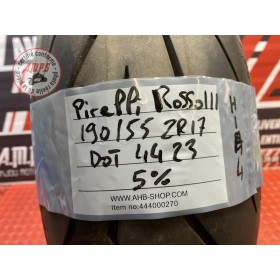 Pirelli Rosso III
190/55 ZR17
DOT 4423
5%
WWW.AHB-SHOP.COM
Item no: 444000270